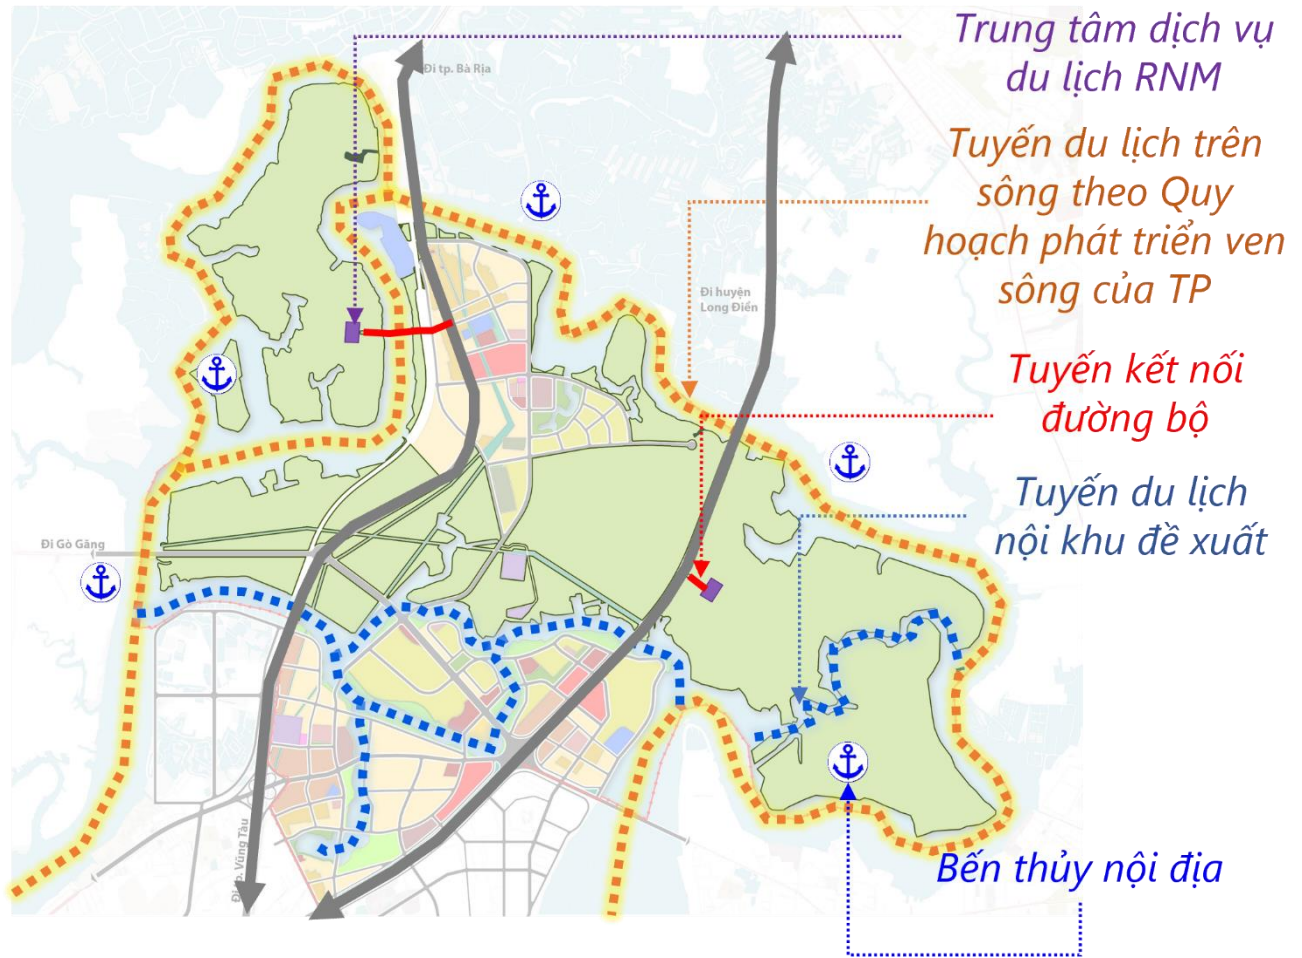 Trung tâm dịch vụ
du lịch RNM
Tuyến du lịch trên
sông theo Quy
hoạch phát triển ven
sông của TP
Tuyến kết nối
đường bộ
Tuyến du lịch
nội khu đề xuất
Bến thủy nội địa
Đi tp. Bà Rịa
Đi huyện
Long Điền
Đi Gò Găng
Đi tp. Vũng Tàu